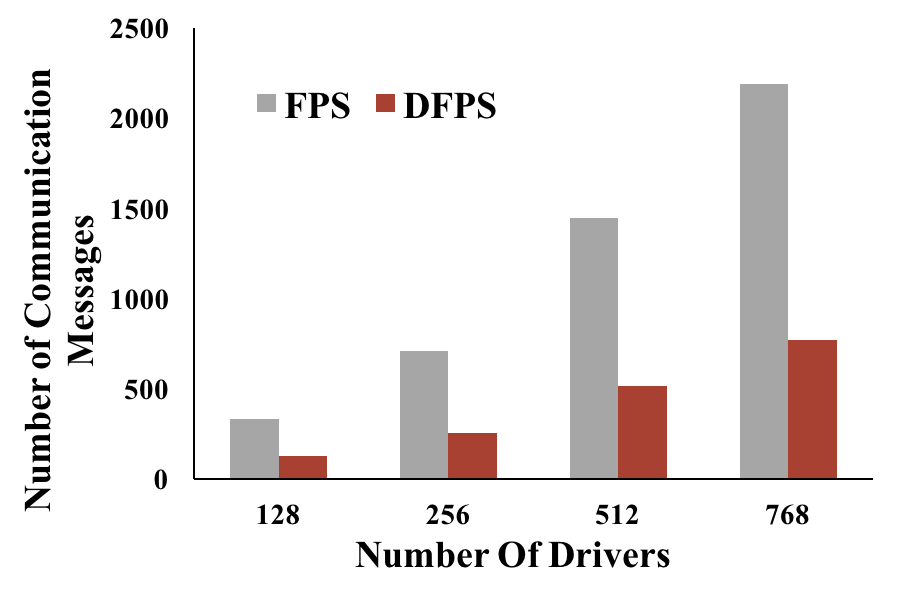 Number of Communication
Messages
2500
2000
1500
1000
500
0
FPS DFPS
128 256 512 768
Number Of Drivers